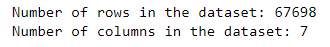 Number of rows in the dataset: 67698
Number of columns in the dataset: 7